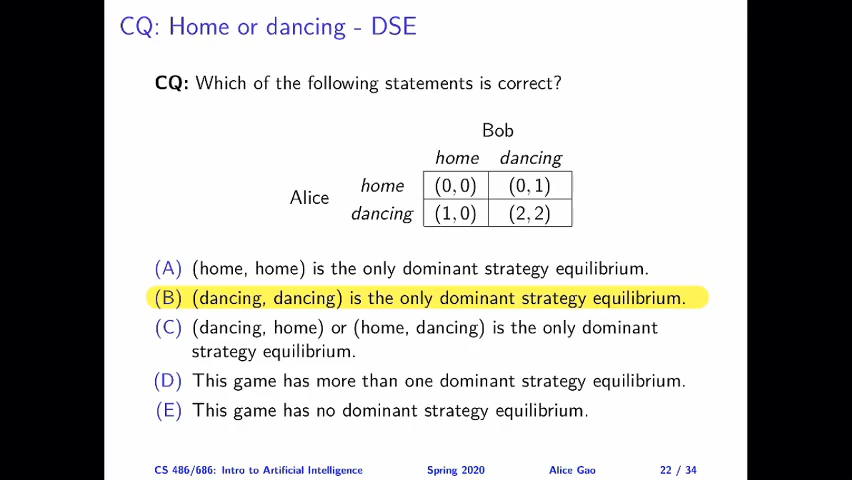 CQ: Home or dancing - DSE
CQ: Which of the following statements is correct?
Bob
home dancing
Alice home (0, 0) (0, 1)
dancing (1, 0) (2, 2)
(A) (home, home) is the only dominant strategy equilibrium.
(B) (dancing, dancing) is the only dominant strategy equilibrium.
(C) (dancing, home) or (home, dancing) is the only dominant
strategy equilibrium.
(D) This game has more than one dominant strategy equilibrium.
(E) This game has no dominant strategy equilibrium.
CS 486/686: Intro to Artificial Intelligence Spring 2020 Alice Gao 22 / 34